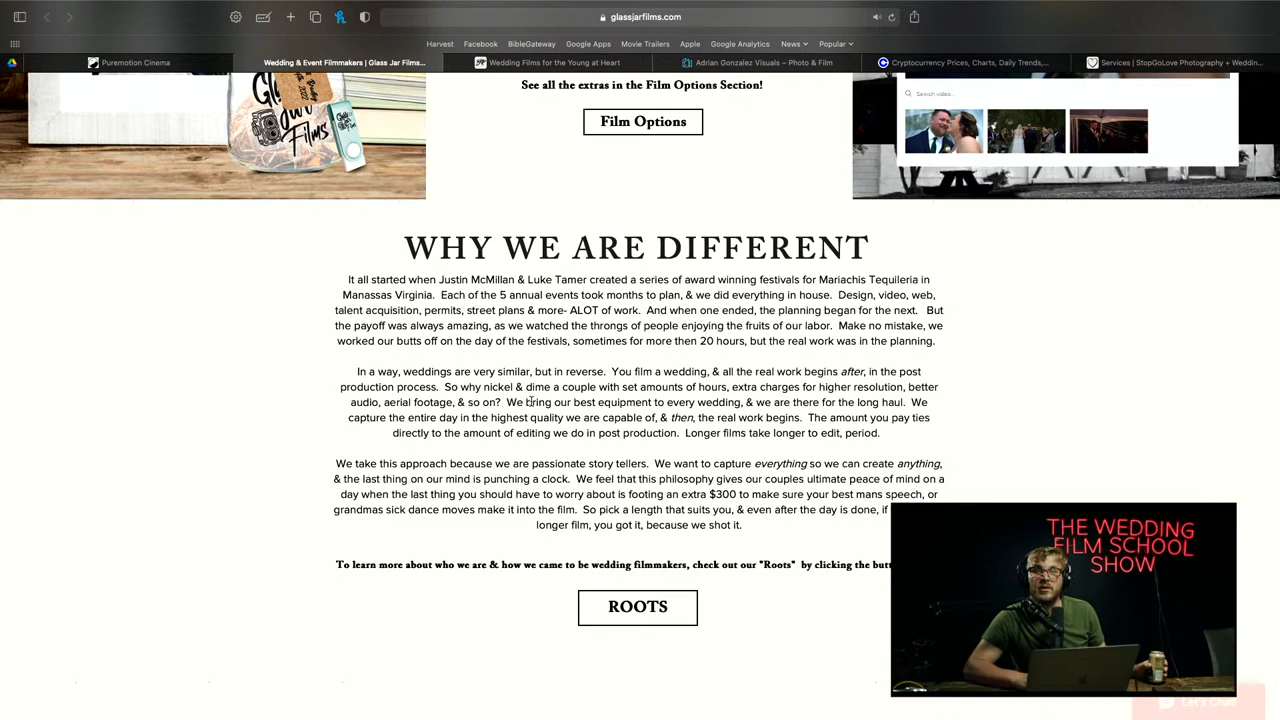 glassjarfilms.com
Harvest Facebook BibleGateway Google Apps Movie Trailers Apple Google Analytics News Popular
Puremotion Cinema
Wedding & Event Filmmakers | Glass Jar Films...
Wedding Films for the Young at Heart
Adrian Gonzalez Visuals – Photo & Film
Cryptocurrency Prices, Charts, Daily Trends,...
Services | StopGoLove Photography + Weddin...
Glass Jar Films
See all the extras in the Film Options Section!
Film Options
Search video...
WHY WE ARE DIFFERENT
It all started when Justin McMillan & Luke Tamer created a series of award winning festivals for Mariachis Tequileria in
Manassas Virginia. Each of the 5 annual events took months to plan, & we did everything in house. Design, video, web,
talent acquisition, permits, street plans & more- ALOT of work. And when one ended, the planning began for the next. But
the payoff was always amazing, as we watched the throngs of people enjoying the fruits of our labor. Make no mistake, we
worked our butts off on the day of the festivals, sometimes for more then 20 hours, but the real work was in the planning.
In a way, weddings are very similar, but in reverse. You film a wedding, & all the real work begins after, in the post
production process. So why nickel & dime a couple with set amounts of hours, extra charges for higher resolution, better
audio, aerial footage, & so on? We bring our best equipment to every wedding, & we are there for the long haul. We
capture the entire day in the highest quality we are capable of, & then, the real work begins. The amount you pay ties
directly to the amount of editing we do in post production. Longer films take longer to edit, period.
We take this approach because we are passionate story tellers. We want to capture everything so we can create anything,
& the last thing on our mind is punching a clock. We feel that this philosophy gives our couples ultimate peace of mind on a
day when the last thing you should have to worry about is footing an extra $300 to make sure your best mans speech, or
grandmas sick dance moves make it into the film. So pick a length that suits you, & even after the day is done, if
longer film, you got it, because we shot it.
To learn more about who we are & how we came to be wedding filmmakers, check out our "Roots" by clicking the
ROOTS
THE WEDDING
FILM SCHOOL
SHOW
Let's Chat!